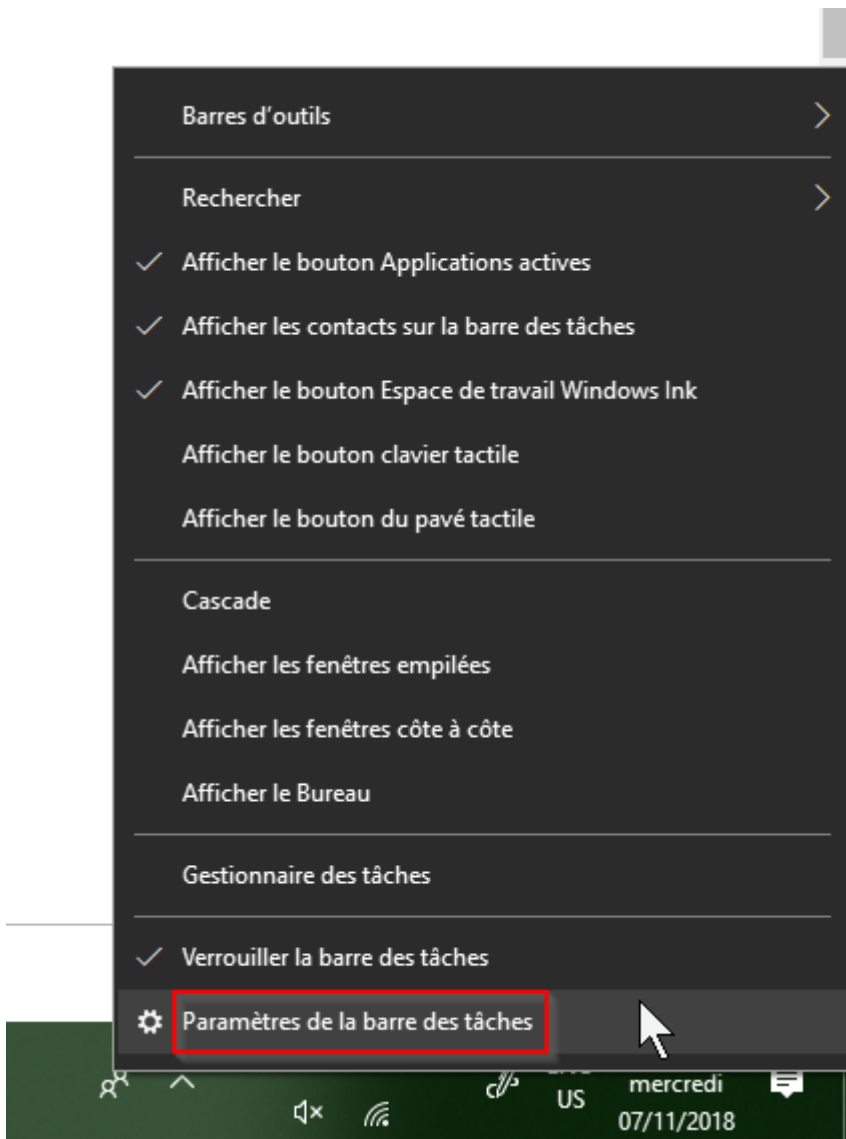 Barres d'outils
Rechercher
Afficher le bouton Applications actives
Afficher les contacts sur la barre des tâches
Afficher le bouton Espace de travail Windows Ink
Afficher le bouton clavier tactile
Afficher le bouton du pavé tactile
Cascade
Afficher les fenêtres empilées
Afficher les fenêtres côte à côte
Afficher le Bureau
Gestionnaire des tâches
Verrouiller la barre des tâches
Paramètres de la barre des tâches
US
mercredi
07/11/2018